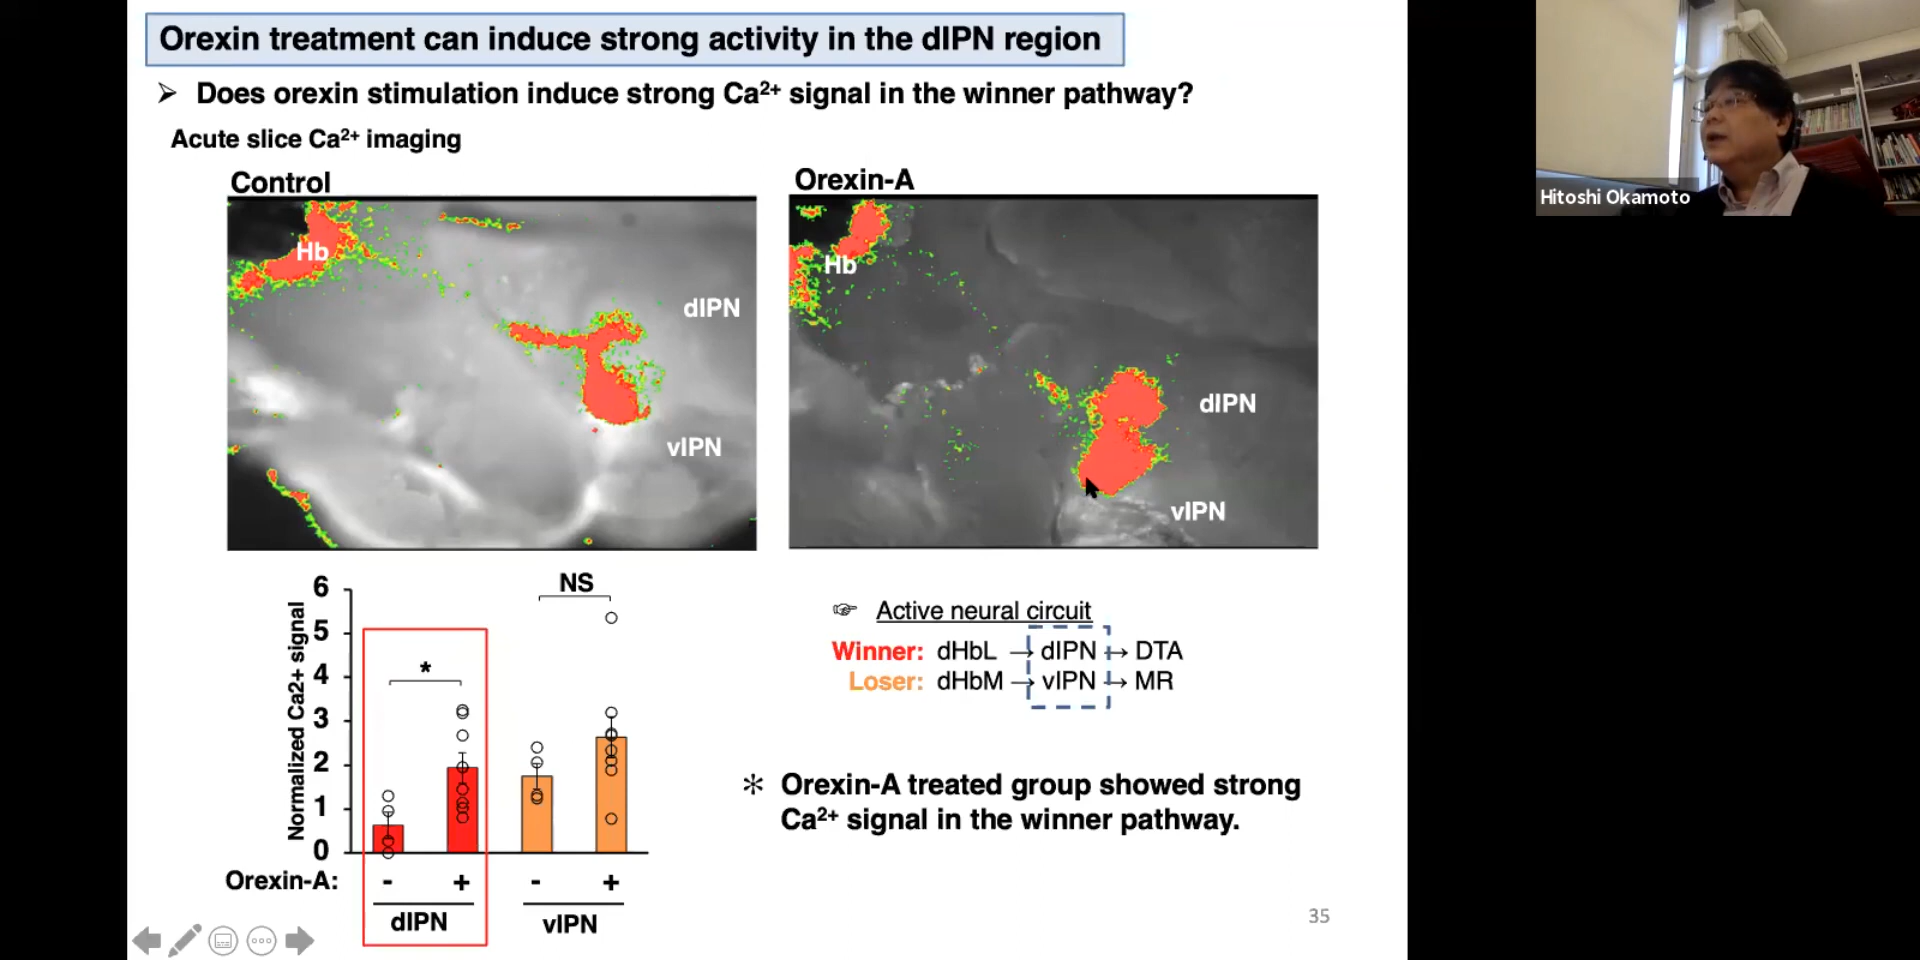 Orexin treatment can induce strong activity in the dIPN region
➢ Does orexin stimulation induce strong Ca²⁺ signal in the winner pathway?
Acute slice Ca²⁺ imaging
Control
Orexin-A
Hb
dIPN
vIPN
Hb
dIPN
vIPN
Hitoshi Okamoto
Normalized Ca2+ signal
6
5
4
3
2
1
0
*
NS
Orexin-A: - + - +
dIPN vIPN
☞ Active neural circuit
Winner: dHbL → dIPN → DTA
Loser: dHbM → vIPN → MR
✻ Orexin-A treated group showed strong
Ca²⁺ signal in the winner pathway.
35